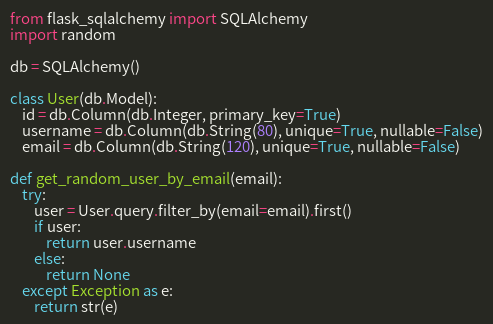 from flask_sqlalchemy import SQLAlchemy
import random

db = SQLAlchemy()

class User(db.Model):
    id = db.Column(db.Integer, primary_key=True)
    username = db.Column(db.String(80), unique=True, nullable=False)
    email = db.Column(db.String(120), unique=True, nullable=False)

def get_random_user_by_email(email):
    try:
        user = User.query.filter_by(email=email).first()
        if user:
            return user.username
        else:
            return None
    except Exception as e:
        return str(e)